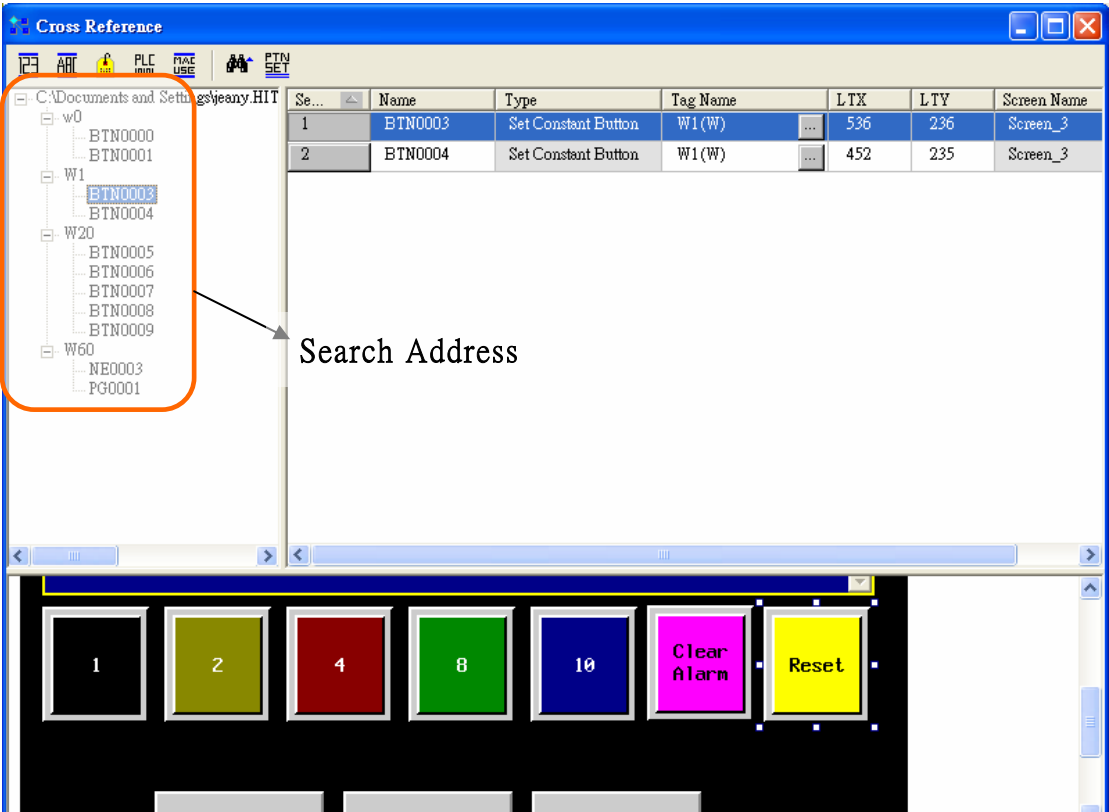 Cross Reference
123 ABC PLC MAC USE PTN SET
C:\Documents and Settings\jeany.HIT
w0
BTN0000
BTN0001
W1
BTN0003
BTN0004
W20
BTN0005
BTN0006
BTN0007
BTN0008
BTN0009
W60
NE0003
PG0001
Se... Name Type Tag Name LTX LTY Screen Name
1 BTN0003 Set Constant Button W1(W) ... 536 236 Screen_3
2 BTN0004 Set Constant Button W1(W) ... 452 235 Screen_3
Search Address
1 2 4 8 10 Clear Alarm Reset